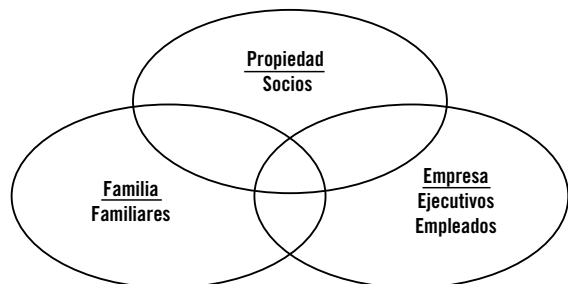 Propiedad
Socios
Familia
Familiares
Empresa
Ejecutivos
Empleados